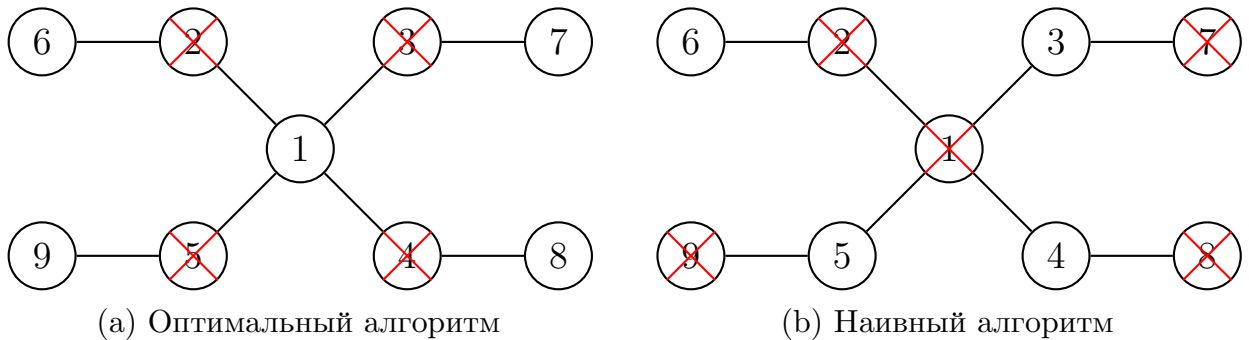 6 2 3 7 6 2 3 7
1 1
9 5 4 8 9 5 4 8
(a) Оптимальный алгоритм (b) Наивный алгоритм